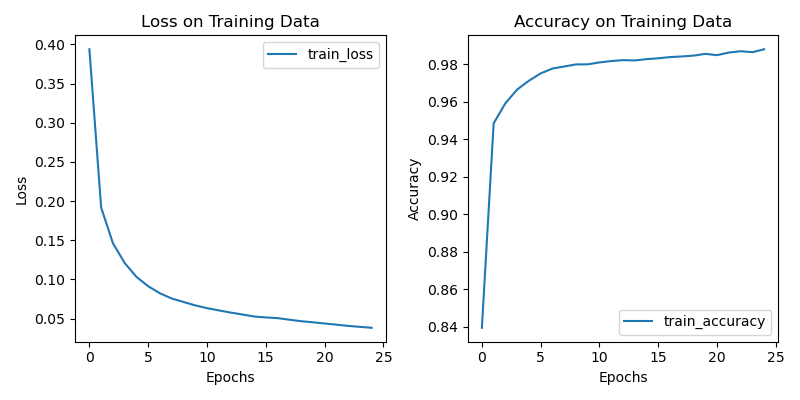 Loss on Training Data
0.40
0.35
0.30
0.25
0.20
0.15
0.10
0.05
Loss
train_loss
0 5 10 15 20 25
Epochs
Accuracy on Training Data
0.98
0.96
0.94
0.92
0.90
0.88
0.86
0.84
Accuracy
train_accuracy
0 5 10 15 20 25
Epochs